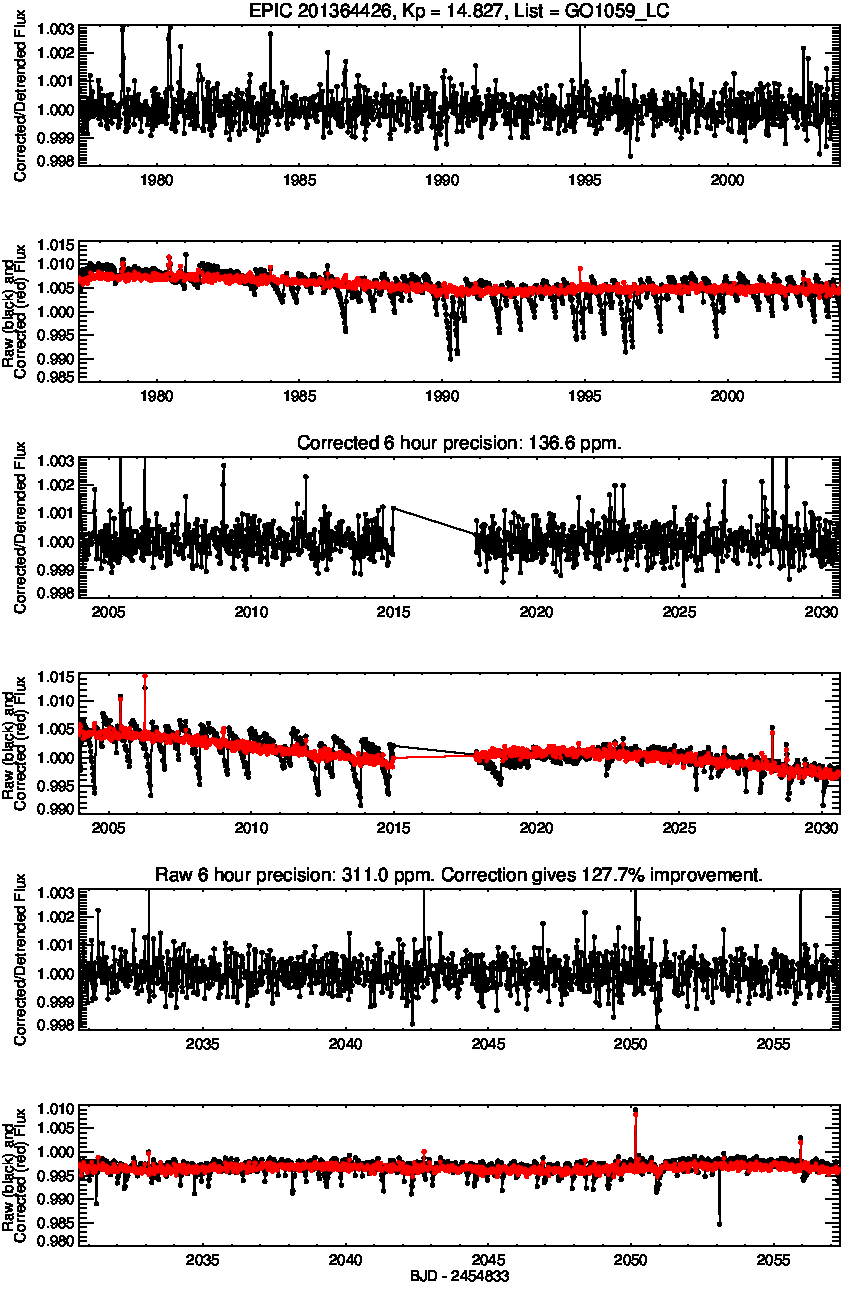 EPIC 201364426, Kp = 14.827, List = GO1059_LC
Corrected/Detrended Flux
1.003
1.002
1.001
1.000
0.999
0.998
1980 1985 1990 1995 2000
Raw (black) and
Corrected (red) Flux
1.015
1.010
1.005
1.000
0.995
0.990
0.985
1980 1985 1990 1995 2000
Corrected 6 hour precision: 136.6 ppm.
Corrected/Detrended Flux
1.003
1.002
1.001
1.000
0.999
0.998
2005 2010 2015 2020 2025 2030
Raw (black) and
Corrected (red) Flux
1.015
1.010
1.005
1.000
0.995
0.990
2005 2010 2015 2020 2025 2030
Raw 6 hour precision: 311.0 ppm. Correction gives 127.7% improvement.
Corrected/Detrended Flux
1.003
1.002
1.001
1.000
0.999
0.998
2035 2040 2045 2050 2055
Raw (black) and
Corrected (red) Flux
1.010
1.005
1.000
0.995
0.990
0.985
0.980
2035 2040 2045 2050 2055
BJD - 2454833